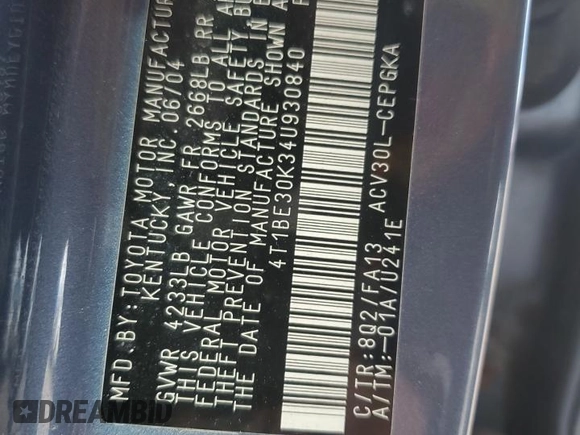 MFD BY: TOYOTA MOTOR MANUFACTUR
KENTUCKY, INC 06/04
GVWR 4233LB GAWR FR 2668LB RR
THIS VEHICLE CONFORMS TO ALL A
FEDERAL MOTOR VEHICLE SAFETY, BU
THEFT PREVENTION STANDARDS IN E
THE DATE OF MANUFACTURE SHOWN A
4T1BE30K34U930840 P
C/TR:8Q2/FA13 ACV30L-CEPGKA
A/TM:-01A/U241E
DREAMBID